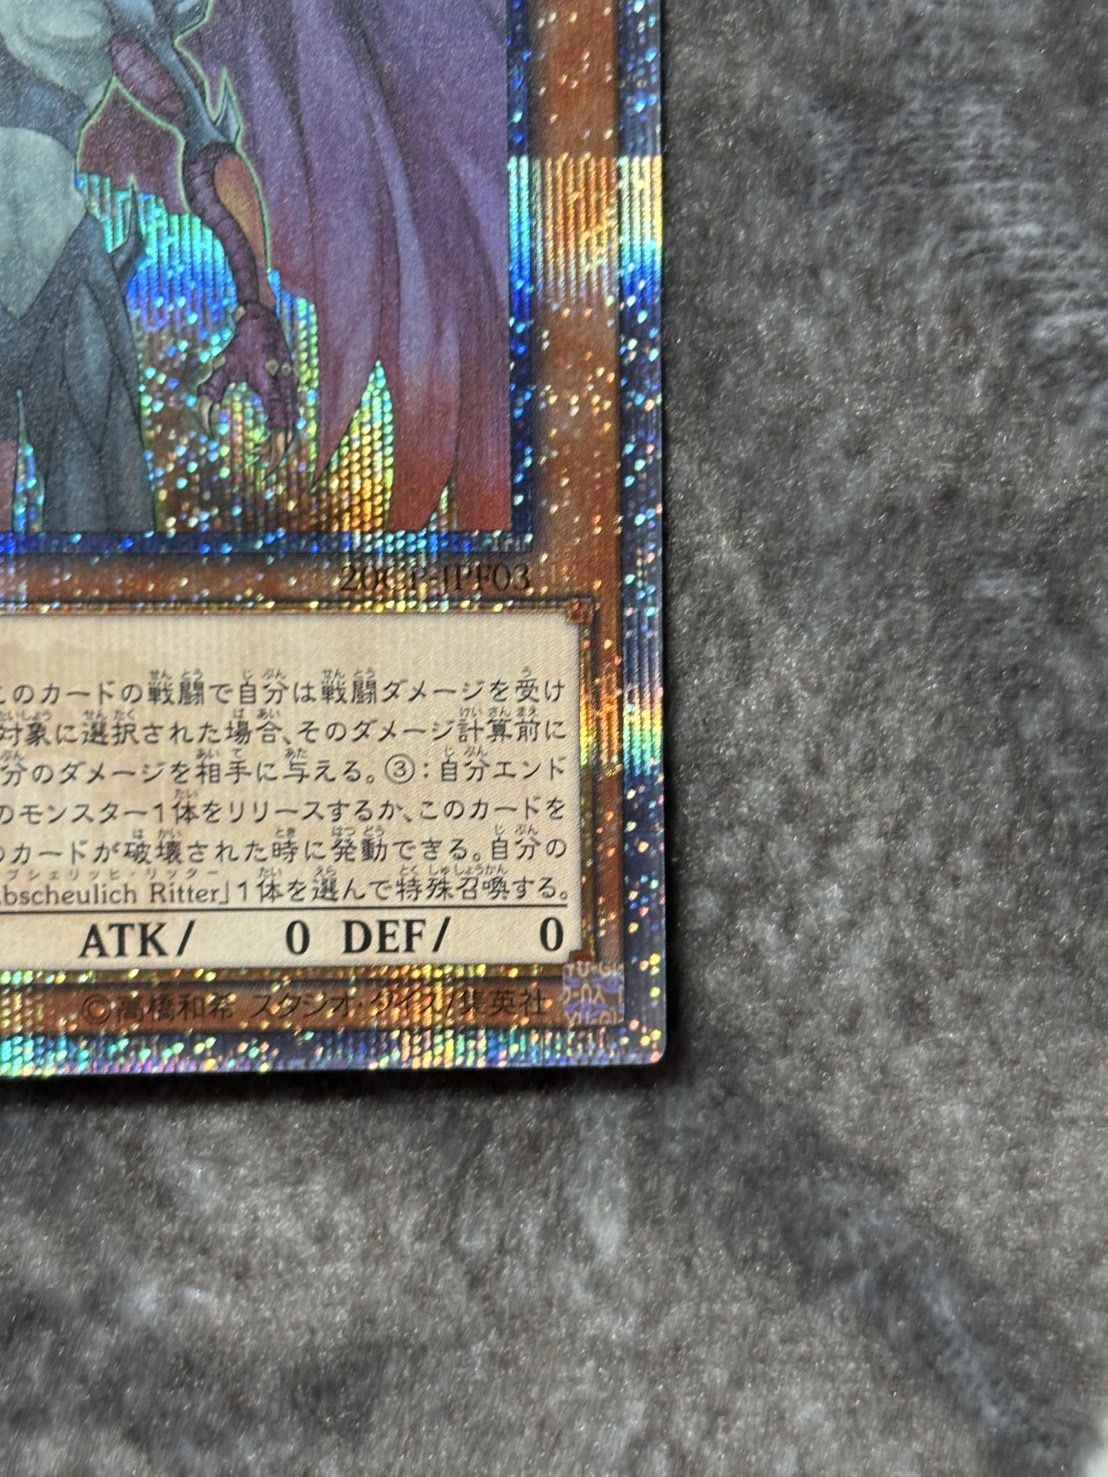 20CP-JPF03
このカードの戦闘で自分は戦闘ダメージを受け
対象に選択された場合、そのダメージ計算前に
分のダメージを相手に与える。③:自分エンド
のモンスター1体をリリースするか、このカードを
カードが破壊された時に発動できる。自分の
bscheulich Ritter」1体を選んで特殊召喚する。
ATK/ 0 DEF/ 0
©高橋和希 スタジオ・ダイス/集英社